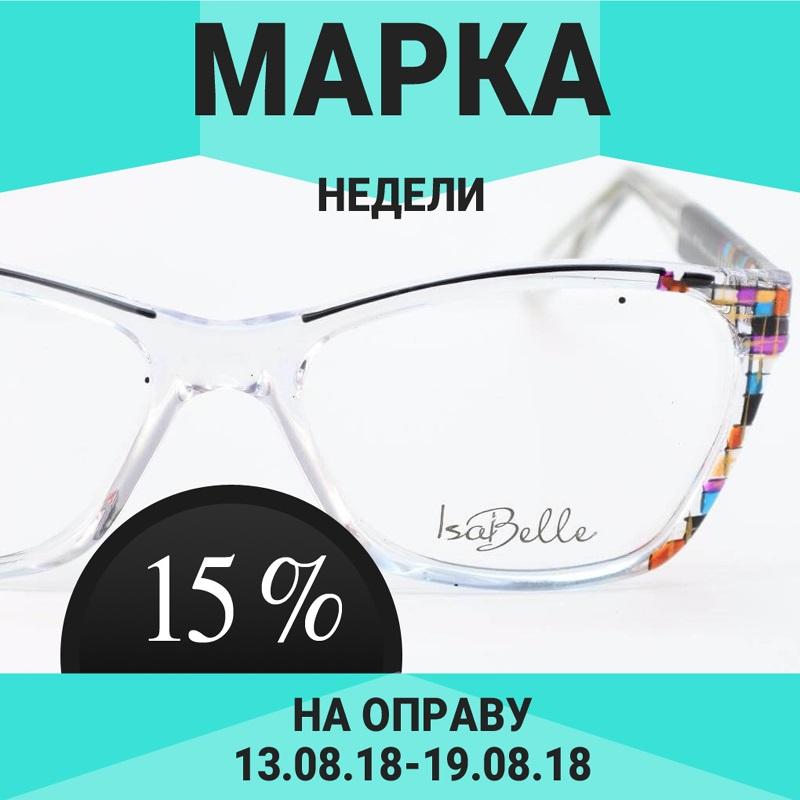 МАРКА
НЕДЕЛИ
IsaBelle
15 %
НА ОПРАВУ
13.08.18-19.08.18